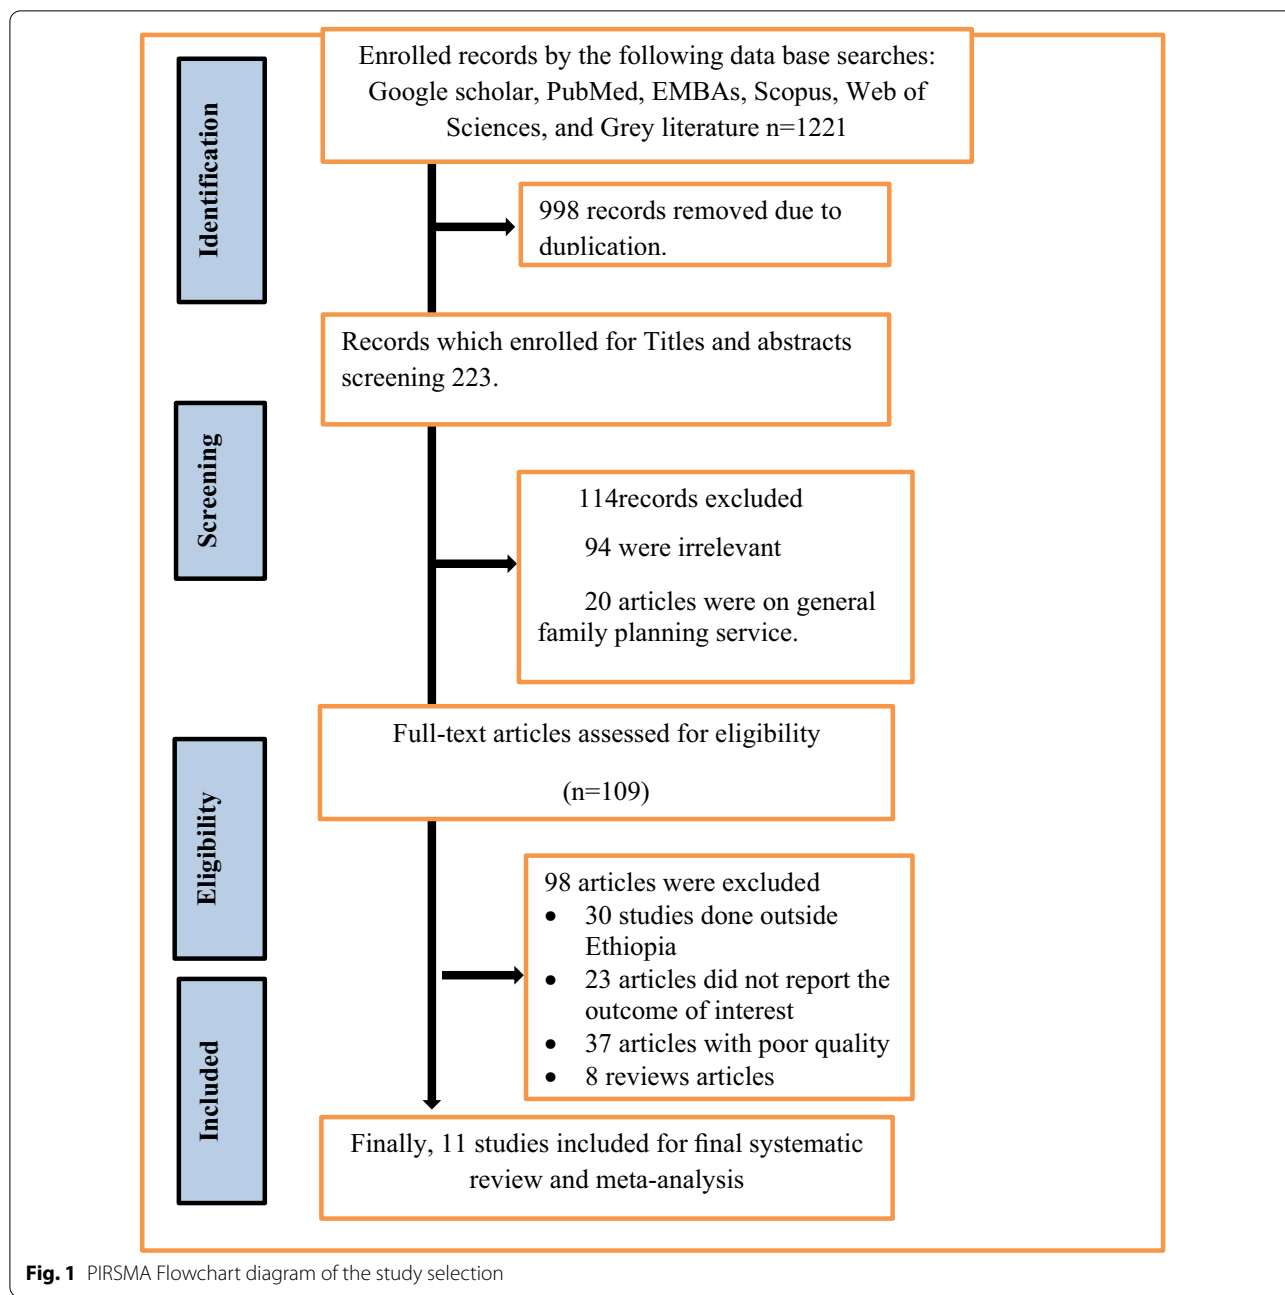 Enrolled records by the following data base searches:
Google scholar, PubMed, EMBAs, Scopus, Web of
Sciences, and Grey literature n=1221
Identification
998 records removed due to
duplication.
Records which enrolled for Titles and abstracts
screening 223.
Screening
114records excluded
94 were irrelevant
20 articles were on general
family planning service.
Full-text articles assessed for eligibility
(n=109)
Eligibility
98 articles were excluded
• 30 studies done outside
Ethiopia
• 23 articles did not report the
outcome of interest
• 37 articles with poor quality
• 8 reviews articles
Included
Finally, 11 studies included for final systematic
review and meta-analysis
Fig. 1 PIRSMA Flowchart diagram of the study selection